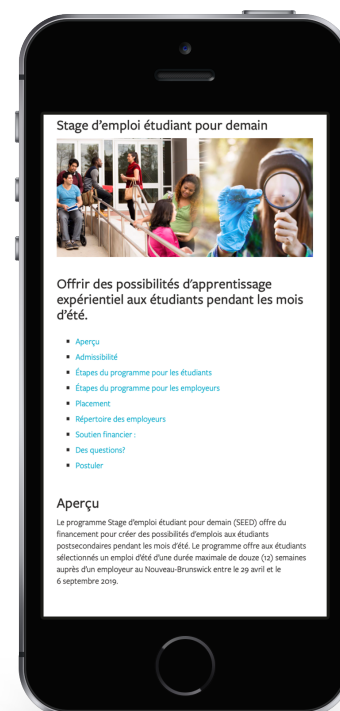 Stage d'emploi étudiant pour demain
Offrir des possibilités d'apprentissage
expérientiel aux étudiants pendant les mois
d'été.
Aperçu
Admissibilité
Étapes du programme pour les étudiants
Étapes du programme pour les employeurs
Placement
Répertoire des employeurs
Soutien financier :
Des questions?
Postuler
Aperçu
Le programme Stage d'emploi étudiant pour demain (SEED) offre du
financement pour créer des possibilités d'emplois aux étudiants
postsecondaires pendant les mois d'été. Le programme offre aux étudiants
sélectionnés un emploi d'été d'une durée maximale de douze (12) semaines
auprès d'un employeur au Nouveau-Brunswick entre le 29 avril et le
6 septembre 2019.